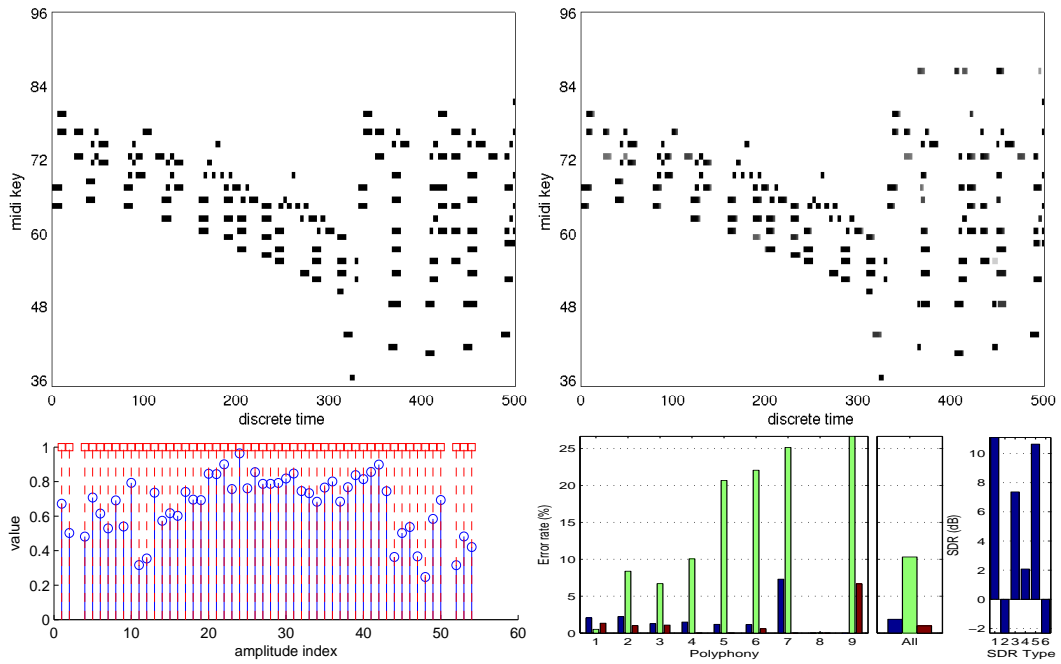 96
84
72
60
48
36
midi key
0 100 200 300 400 500
discrete time
96
84
72
60
48
36
midi key
0 100 200 300 400 500
discrete time
1
0.8
0.6
0.4
0.2
0
value
0 10 20 30 40 50 60
amplitude index
25
20
15
10
5
0
Error rate (%)
1 2 3 4 5 6 7 8 9
Polyphony
All
10
8
6
4
2
0
−2
SDR (dB)
1 2 3 4 5 6
SDR Type